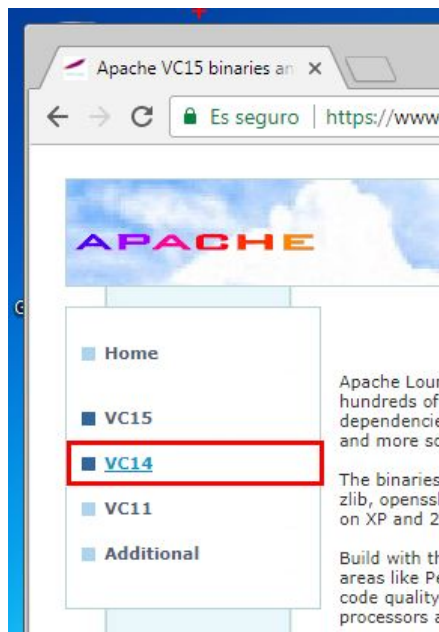 Apache VC15 binaries an
Es seguro
https://www
APACHE
Home
VC15
VC14
VC11
Additional
Apache Lour
hundreds of
dependencie
and more so
The binaries
zlib, openssl
on XP and 2
Build with th
areas like Pe
code quality
processors a